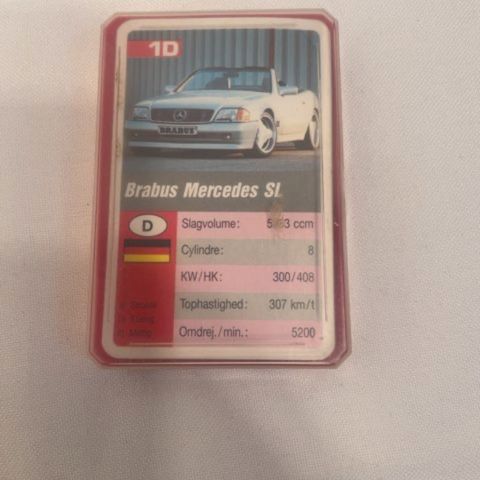 1D
BRABUS
Brabus Mercedes SL
D
Slagvolume: ccm
Cylindre: 8
KW/HK: 300/408
Tophastighed: 307 km/t
Omdrej./min.: 5200